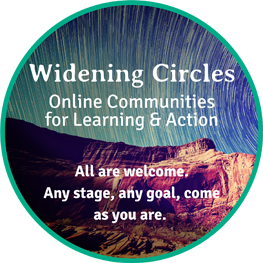 Widening Circles
Online Communities
for Learning & Action
All are welcome.
Any stage, any goal, come
as you are.